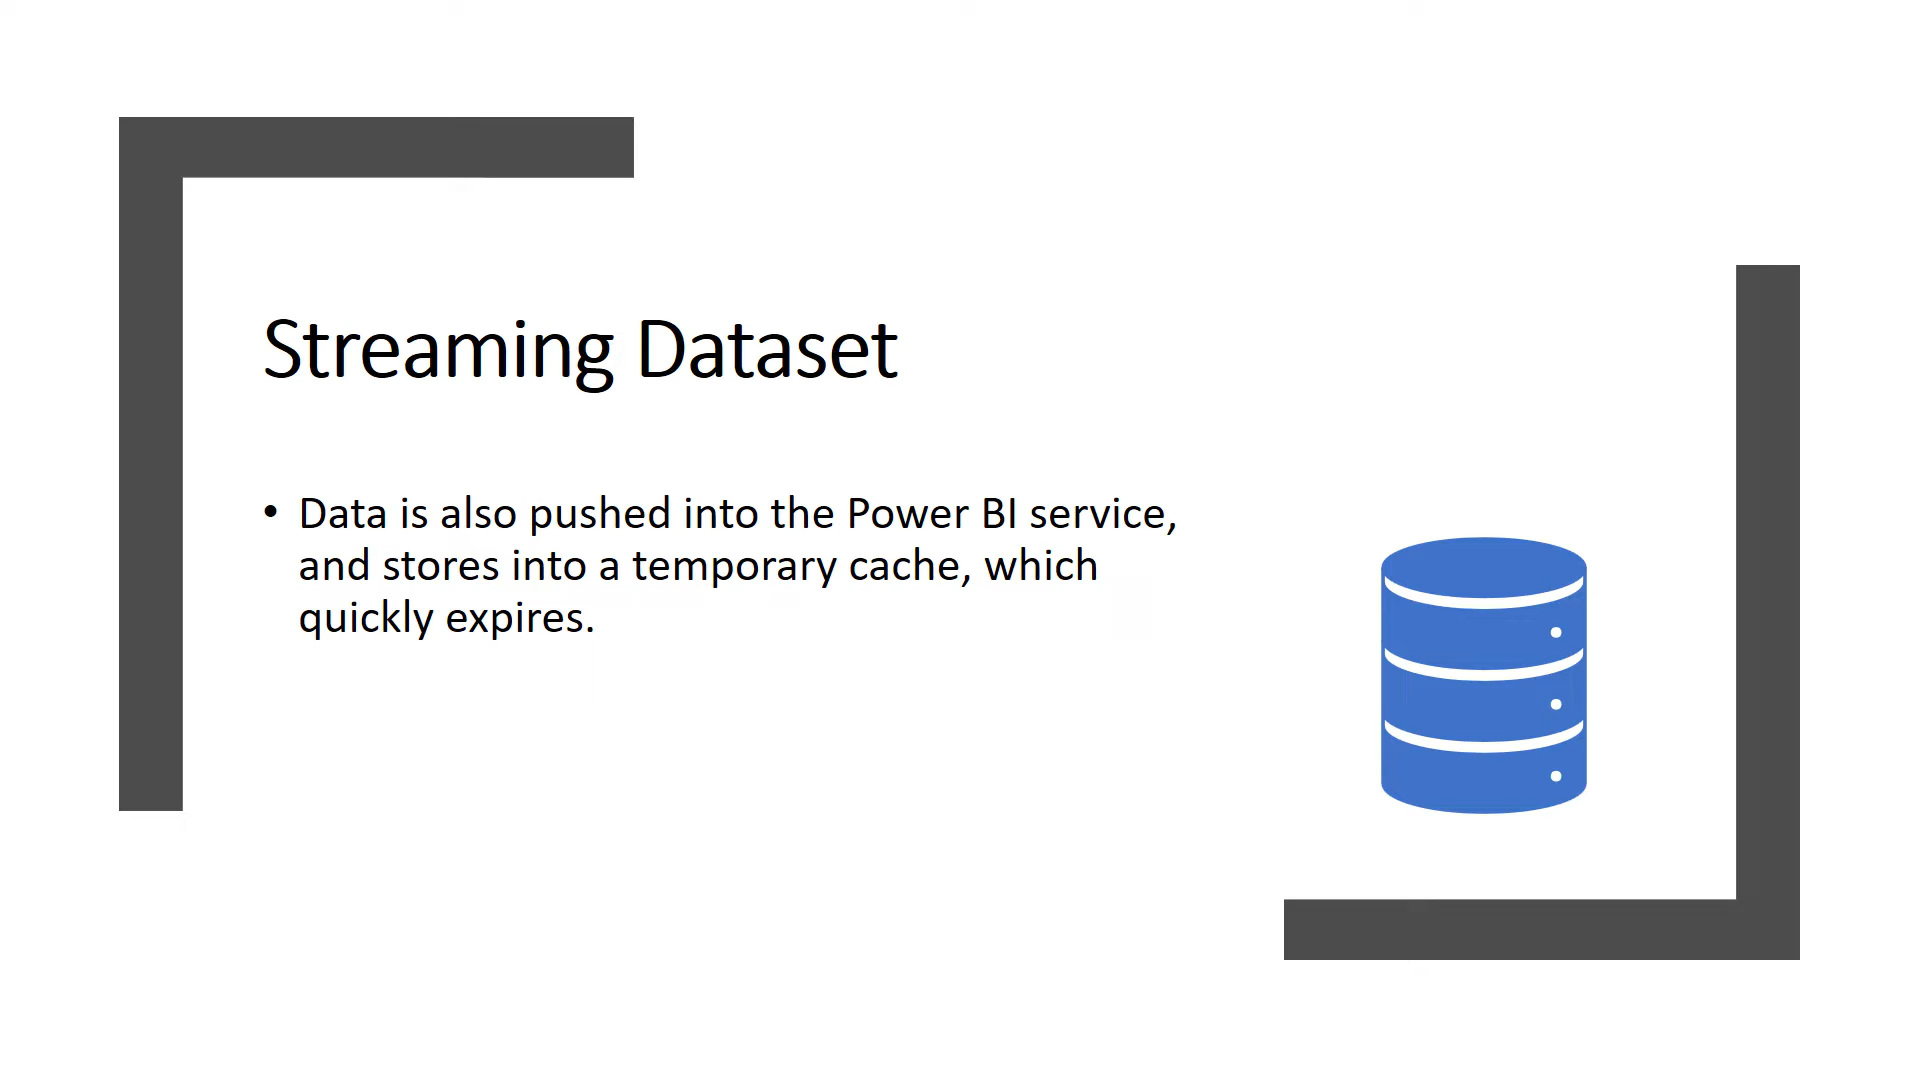 Streaming Dataset
• Data is also pushed into the Power BI service,
and stores into a temporary cache, which
quickly expires.